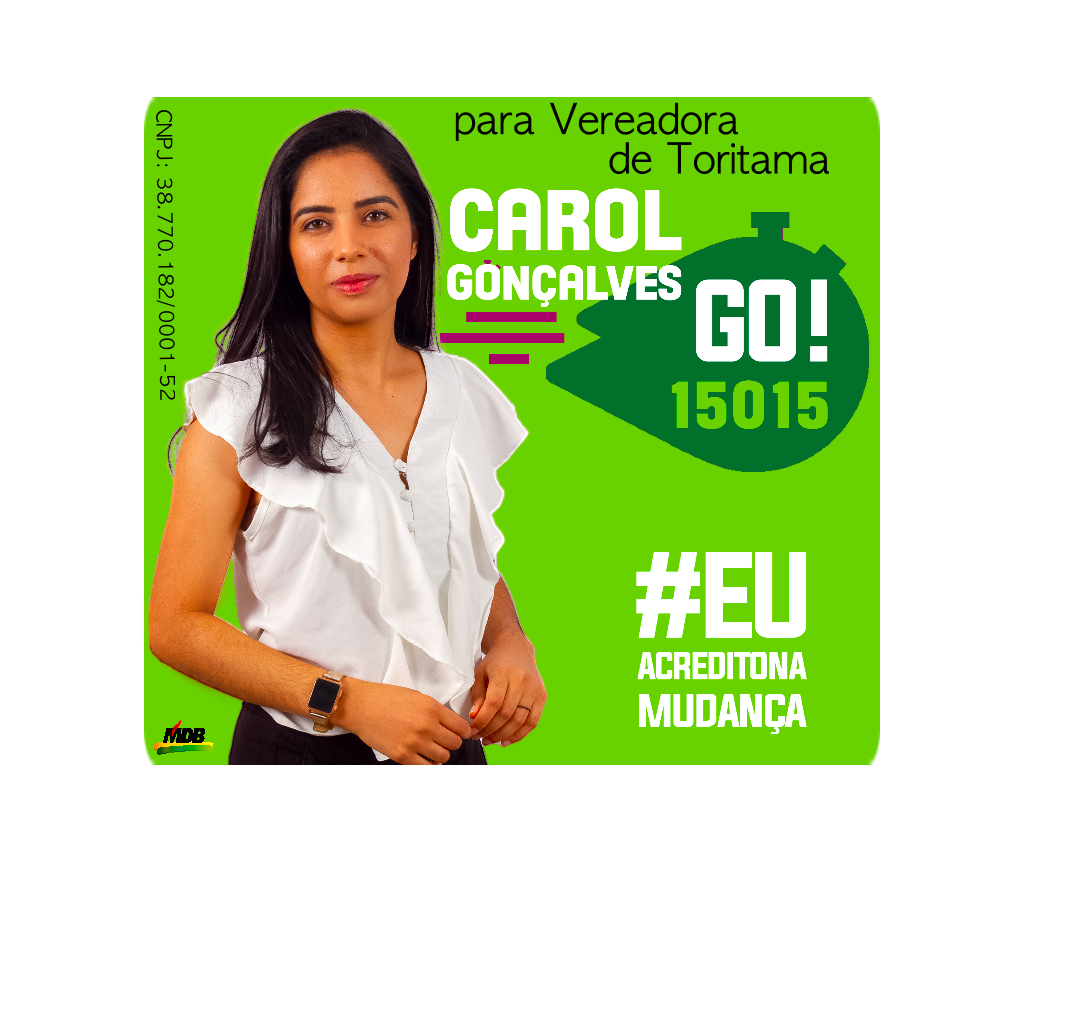 CNPJ: 38.770.182/0001-52
para Vereadora
de Toritama
CAROL
GONÇALVES
GO!
15015
#EU
ACREDITONA
MUDANÇA
MDB